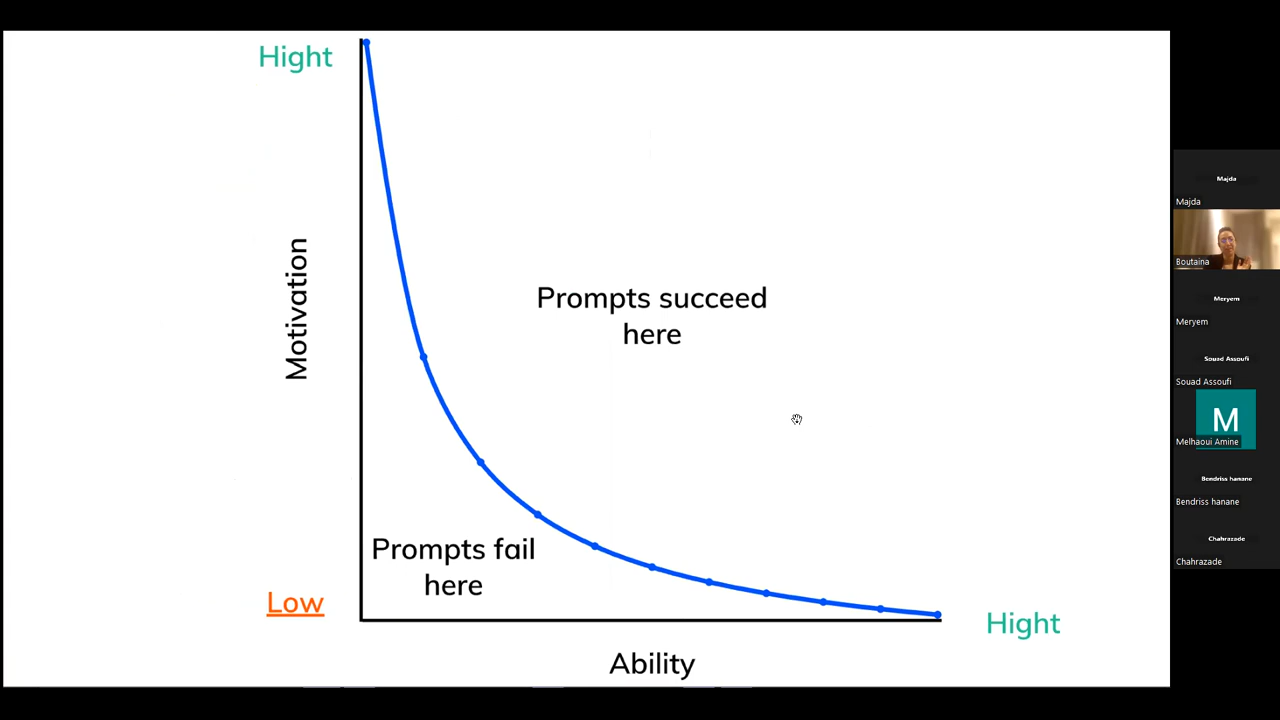 Hight
Motivation
Prompts succeed
here
Prompts fail
here
Low
Hight
Ability
Majda
Majda
Boutaina
Meryem
Meryem
Souad Assoufi
Souad Assoufi
M
Melhaoui Amine
Bendriss hanane
Bendriss hanane
Chahrazade
Chahrazade